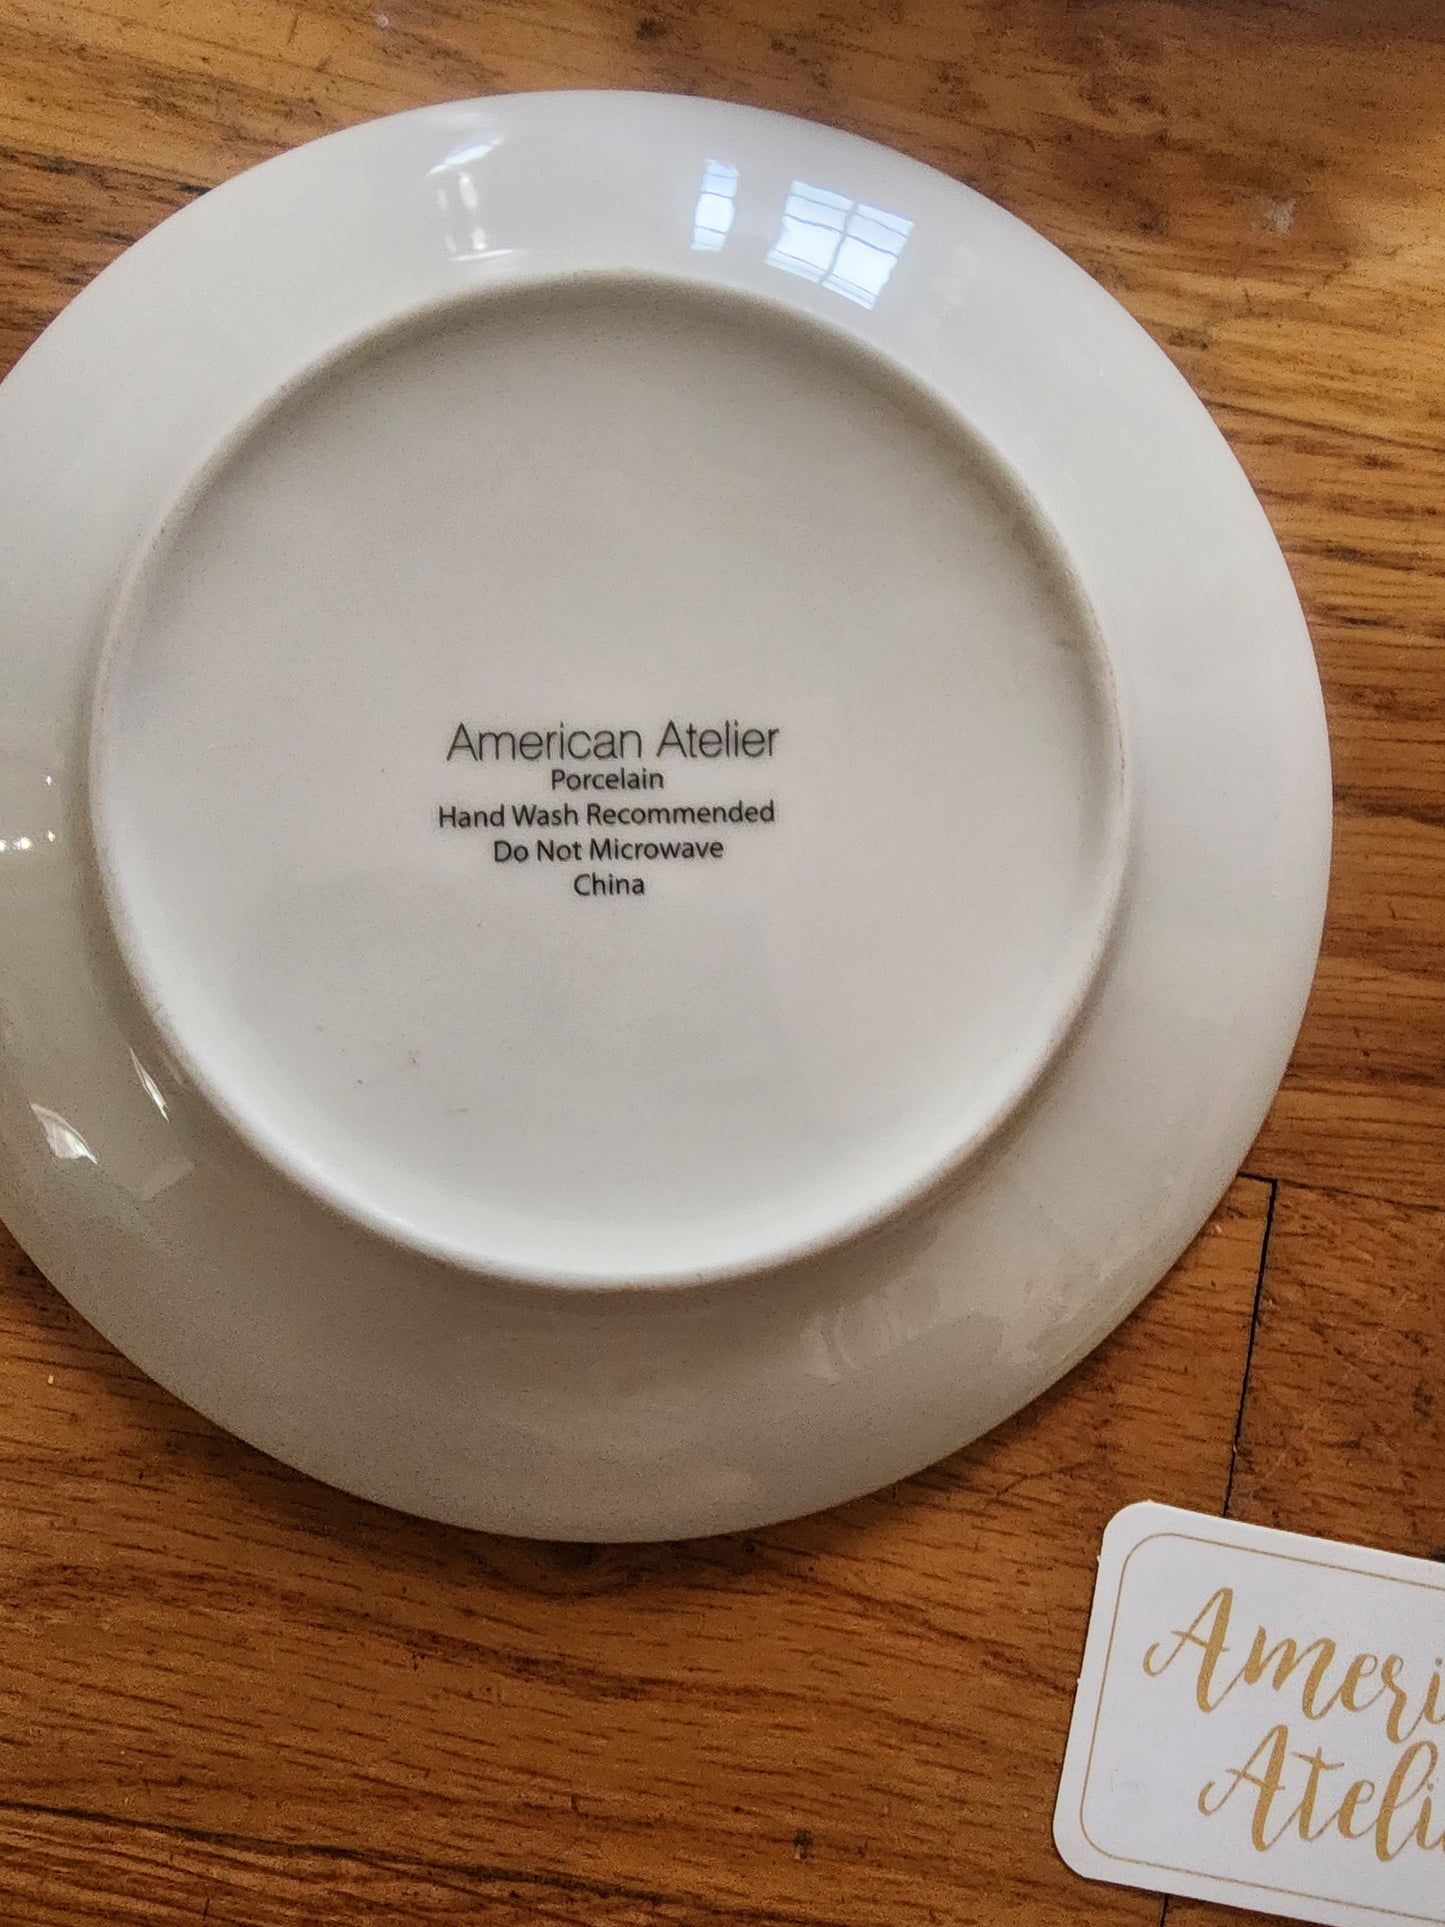 American Atelier
Porcelain
Hand Wash Recommended
Do Not Microwave
China
Ameri
Ateli